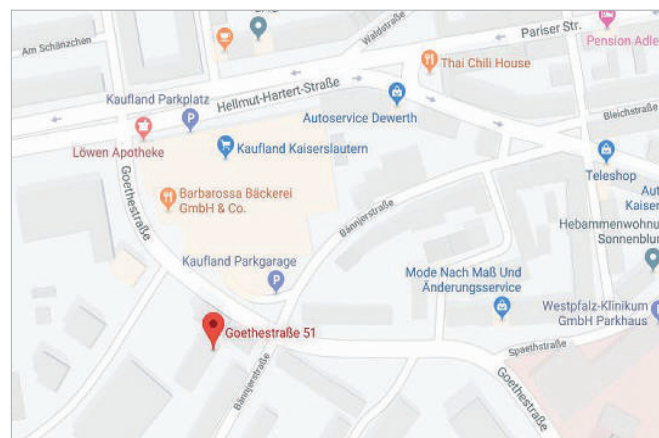 Am Schänzchen
Waldstraße
Pariser Str.
Pension Adle
Thai Chili House
Kaufland Parkplatz
Hellmut-Hartert-Straße
Autoservice Dewerth
Bleichstraße
Löwen Apotheke
Kaufland Kaiserslautern
Teleshop
Barbarossa Bäckerei
GmbH & Co.
Goethestraße
Bännjerstraße
Aut
Kaiser
Hebammenwohnu
Sonnenblu
Kaufland Parkgarage
Mode Nach Maß Und
Änderungsservice
Westpfalz-Klinikum
GmbH Parkhaus
Goethestraße 51
Spaethstraße
Bännjerstraße
Goethestraße